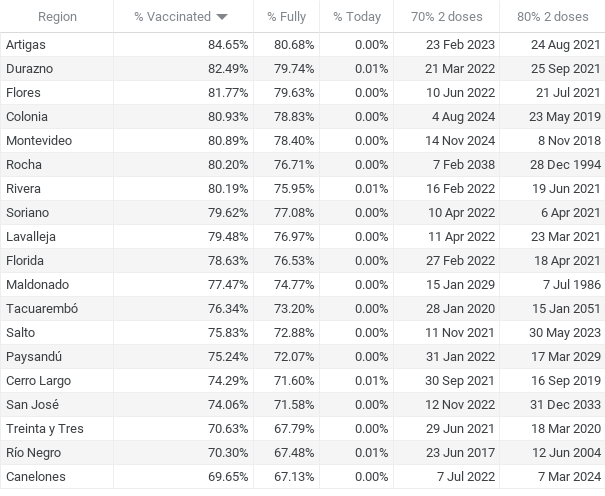 Region % Vaccinated % Fully % Today 70% 2 doses 80% 2 doses
Artigas 84.65% 80.68% 0.00% 23 Feb 2023 24 Aug 2021
Durazno 82.49% 79.74% 0.01% 21 Mar 2022 25 Sep 2021
Flores 81.77% 79.63% 0.00% 10 Jun 2022 21 Jul 2021
Colonia 80.93% 78.83% 0.00% 4 Aug 2024 23 May 2019
Montevideo 80.89% 78.40% 0.00% 14 Nov 2024 8 Nov 2018
Rocha 80.20% 76.71% 0.00% 7 Feb 2038 28 Dec 1994
Rivera 80.19% 75.95% 0.01% 16 Feb 2022 19 Jun 2021
Soriano 79.62% 77.08% 0.00% 10 Apr 2022 6 Apr 2021
Lavalleja 79.48% 76.97% 0.00% 11 Apr 2022 23 Mar 2021
Florida 78.63% 76.53% 0.00% 27 Feb 2022 18 Apr 2021
Maldonado 77.47% 74.77% 0.00% 15 Jan 2029 7 Jul 1986
Tacuarembó 76.34% 73.20% 0.00% 28 Jan 2020 15 Jan 2051
Salto 75.83% 72.88% 0.00% 11 Nov 2021 30 May 2023
Paysandú 75.24% 72.07% 0.00% 31 Jan 2022 17 Mar 2029
Cerro Largo 74.29% 71.60% 0.01% 30 Sep 2021 16 Sep 2019
San José 74.06% 71.58% 0.00% 12 Nov 2022 31 Dec 2033
Treinta y Tres 70.63% 67.79% 0.00% 29 Jun 2021 18 Mar 2020
Río Negro 70.30% 67.48% 0.01% 23 Jun 2017 12 Jun 2004
Canelones 69.65% 67.13% 0.00% 7 Jul 2022 7 Mar 2024